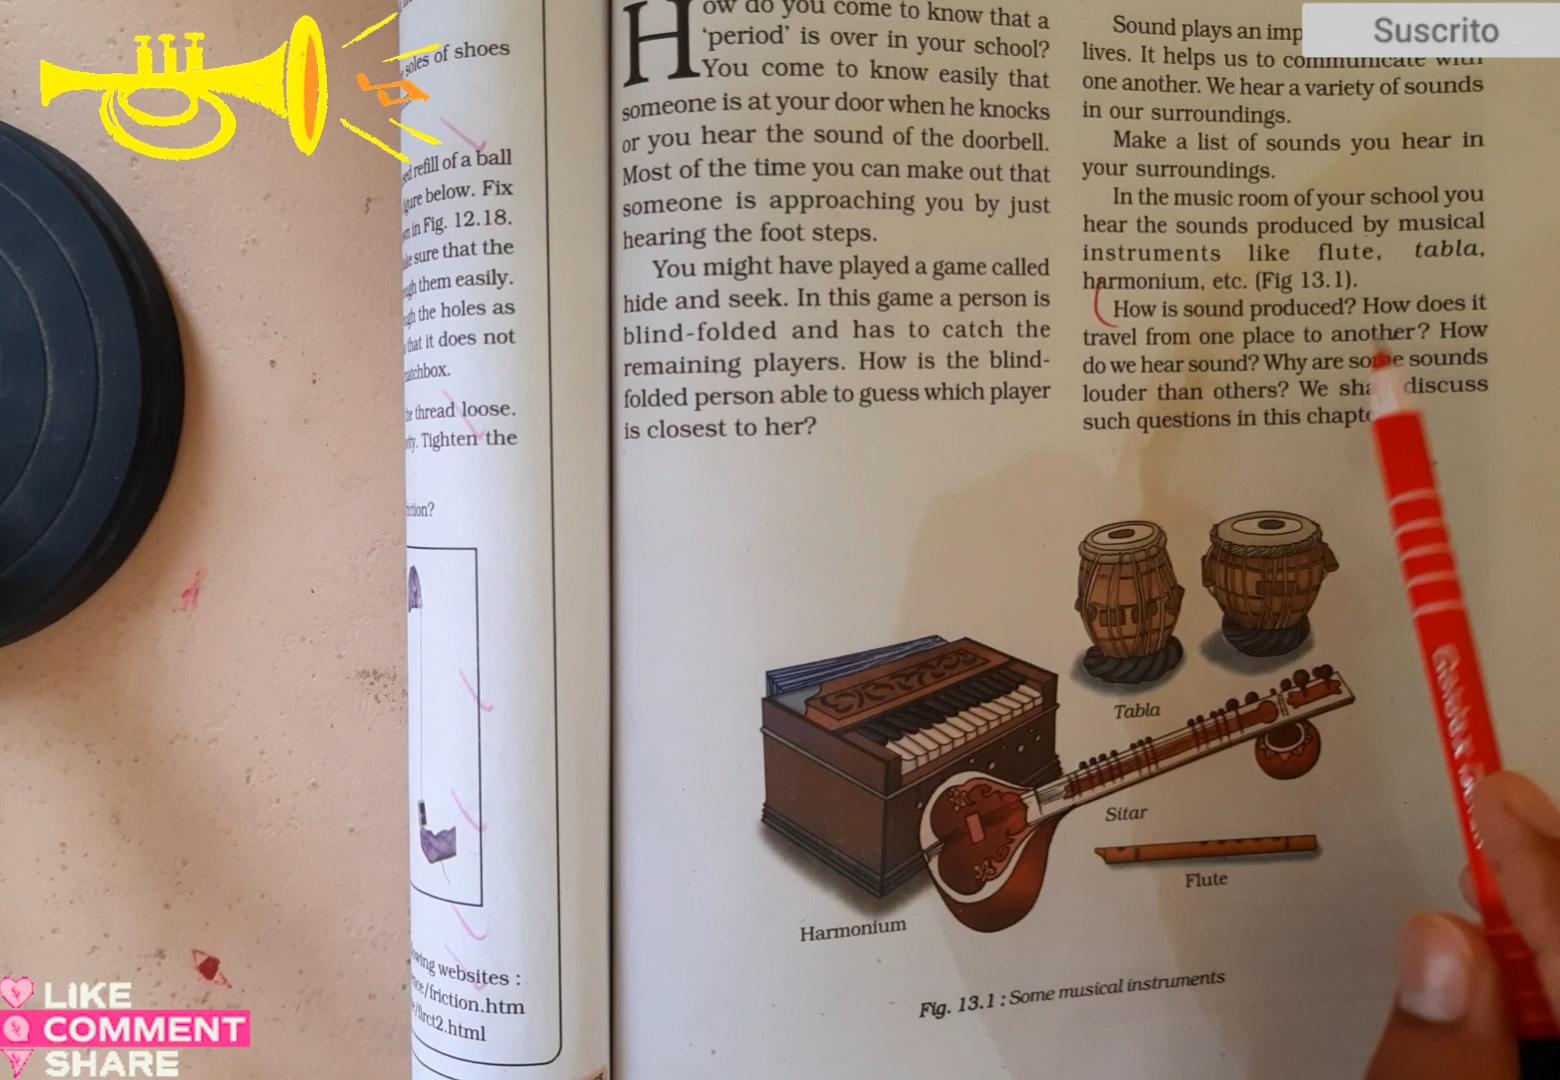 soles of shoes
refill of a ball
below. Fix
in Fig. 12.18.
sure that the
them easily.
the holes as
that it does not
matchbox.
thread loose.
Tighten the
websites :
/friction.htm
How do you come to know that a
'period' is over in your school?
You come to know easily that
someone is at your door when he knocks
or you hear the sound of the doorbell.
Most of the time you can make out that
someone is approaching you by just
hearing the foot steps.
You might have played a game called
hide and seek. In this game a person is
blind-folded and has to catch the
remaining players. How is the blind-
folded person able to guess which player
is closest to her?
Sound plays an imp
lives. It helps us to communicate with
one another. We hear a variety of sounds
in our surroundings.
Make a list of sounds you hear in
your surroundings.
In the music room of your school you
hear the sounds produced by musical
instruments like flute, tabla,
harmonium, etc. (Fig 13.1).
How is sound produced? How does it
travel from one place to another? How
do we hear sound? Why are some sounds
louder than others? We sha discuss
such questions in this chapte
Tabla
Sitar
Flute
Harmonium
Fig. 13.1 : Some musical instruments
Suscrito
LIKE
COMMENT
SHARE